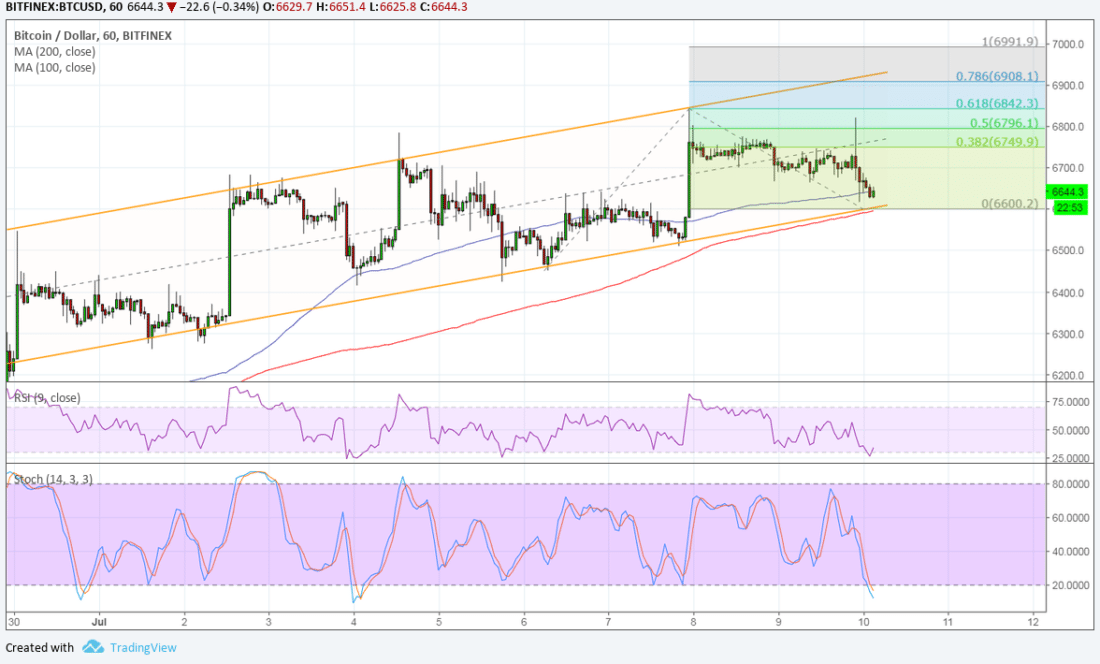 BITFINEX:BTCUSD, 60 6644.3 ▼ −22.6 (−0.34%) O:6629.7 H:6651.4 L:6625.8 C:6644.3
Bitcoin / Dollar, 60, BITFINEX
MA (200, close)
MA (100, close)
1(6991.9)
0.786(6908.1)
0.618(6842.3)
0.5(6796.1)
0.382(6749.9)
0(6600.2)
7000.0
6900.0
6800.0
6700.0
6644.3
22:53
6500.0
6400.0
6300.0
6200.0
RSI (9, close)
75.0000
50.0000
25.0000
Stoch (14, 3, 3)
80.0000
60.0000
40.0000
20.0000
30 Jul 2 3 4 5 6 7 8 9 10 11 12
Created with TradingView